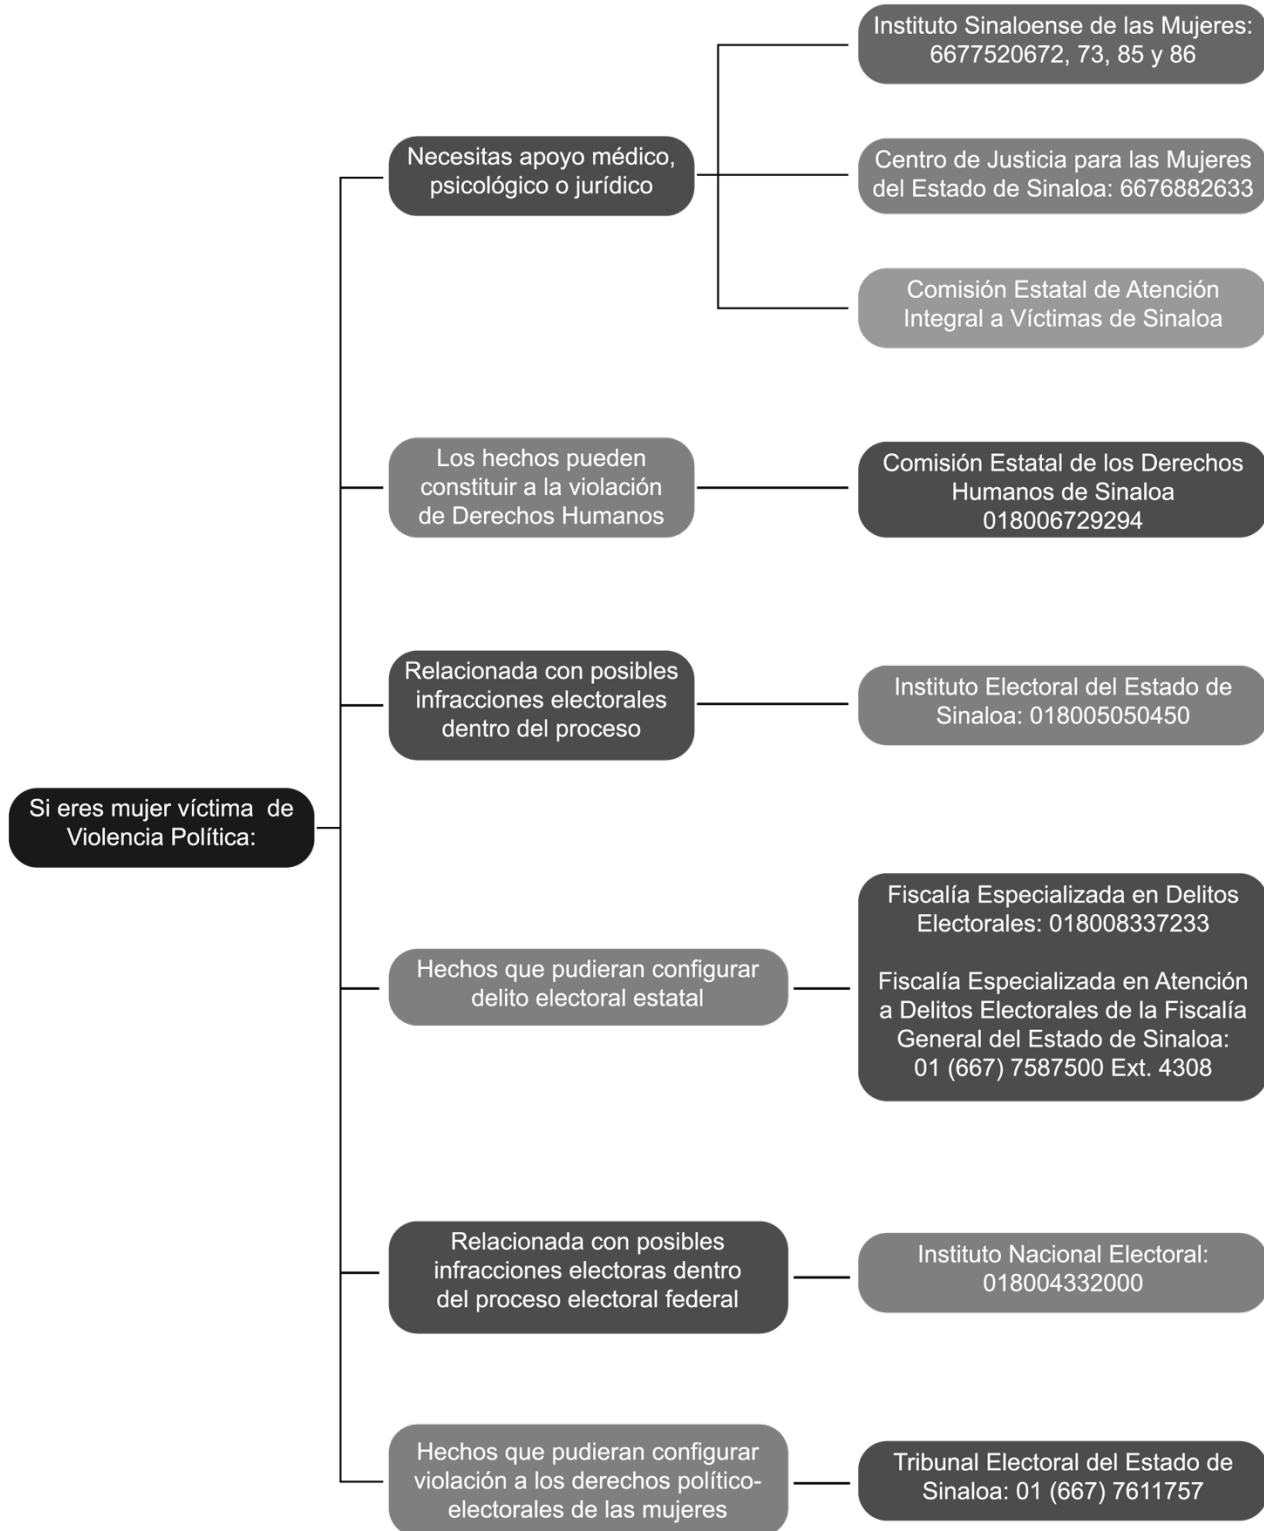 Si eres mujer víctima  de
Violencia Política:
Necesitas apoyo médico,
psicológico o jurídico
Instituto Sinaloense de las Mujeres:
6677520672, 73, 85 y 86
Centro de Justicia para las Mujeres
del Estado de Sinaloa: 6676882633
Comisión Estatal de Atención
Integral a Víctimas de Sinaloa
Los hechos pueden
constituir a la violación
de Derechos Humanos
Comisión Estatal de los Derechos
Humanos de Sinaloa
018006729294
Relacionada con posibles
infracciones electorales
dentro del proceso
Instituto Electoral del Estado de
Sinaloa: 018005050450
Hechos que pudieran configurar
delito electoral estatal
Fiscalía Especializada en Delitos
Electorales: 018008337233
Fiscalía Especializada en Atención
a Delitos Electorales de la Fiscalía
General del Estado de Sinaloa:
01 (667) 7587500 Ext. 4308
Relacionada con posibles
infracciones electoras dentro
del proceso electoral federal
Instituto Nacional Electoral:
018004332000
Hechos que pudieran configurar
violación a los derechos político-
electorales de las mujeres
Tribunal Electoral del Estado de
Sinaloa: 01 (667) 7611757